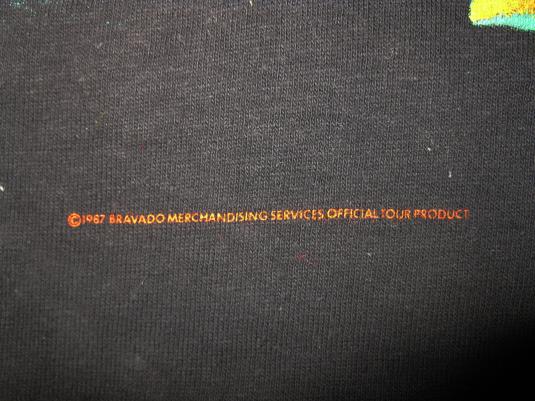 ©1987 BRAVADO MERCHANDISING SERVICES OFFICIAL TOUR PRODUCT